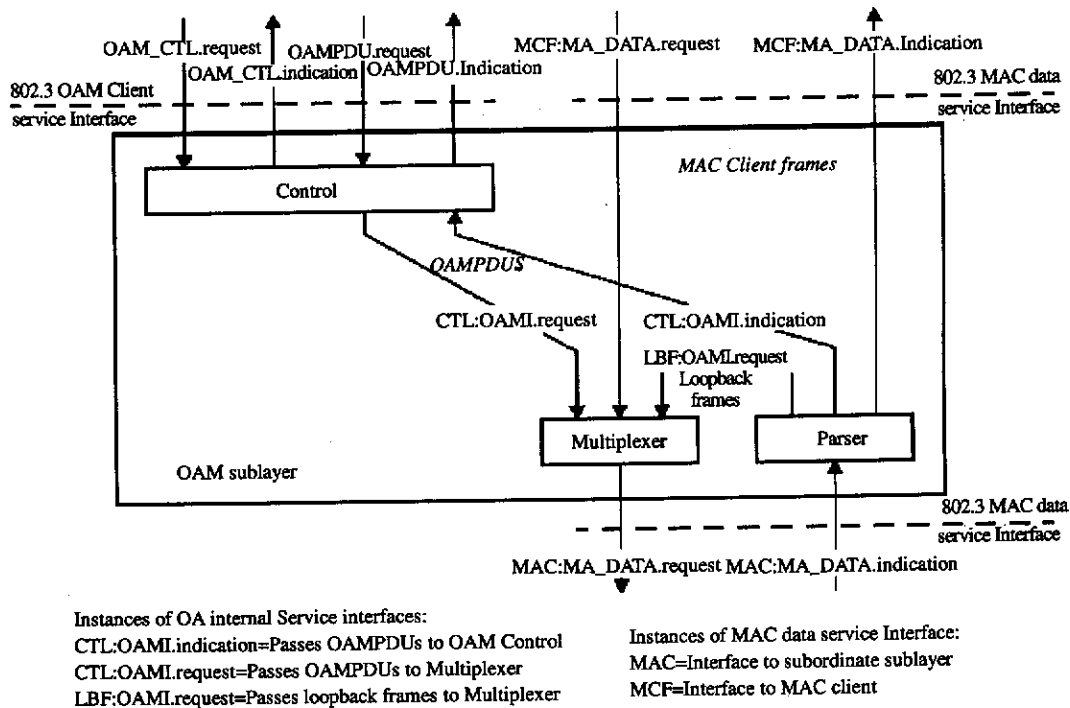 OAM_CTL.request
OAM_CTL.indication
OAMPDU.request
OAMPDU.Indication
MCF:MA_DATA.request
MCF:MA_DATA.Indication
802.3 OAM Client
service Interface
802.3 MAC data
service Interface
MAC Client frames
Control
OAMPDUS
CTL:OAMI.request
CTL:OAMI.indication
LBF:OAMI.request
Loopback
frames
Multiplexer
Parser
OAM sublayer
802.3 MAC data
service Interface
MAC:MA_DATA.request
MAC:MA_DATA.indication
Instances of OA internal Service interfaces:
CTL:OAMI.indication=Passes OAMPDUs to OAM Control
CTL:OAMI.request=Passes OAMPDUs to Multiplexer
LBF:OAMI.request=Passes loopback frames to Multiplexer
Instances of MAC data service Interface:
MAC=Interface to subordinate sublayer
MCF=Interface to MAC client